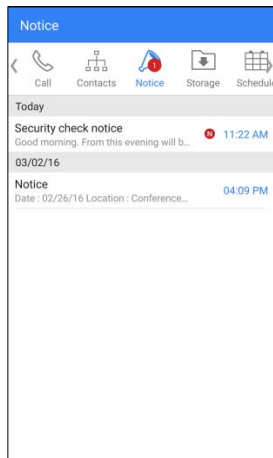 Notice
Call Contacts Notice Storage Schedule
1
Today
Security check notice
Good morning. From this evening will b...
N 11:22 AM
03/02/16
Notice
Date : 02/26/16 Location : Conference...
04:09 PM